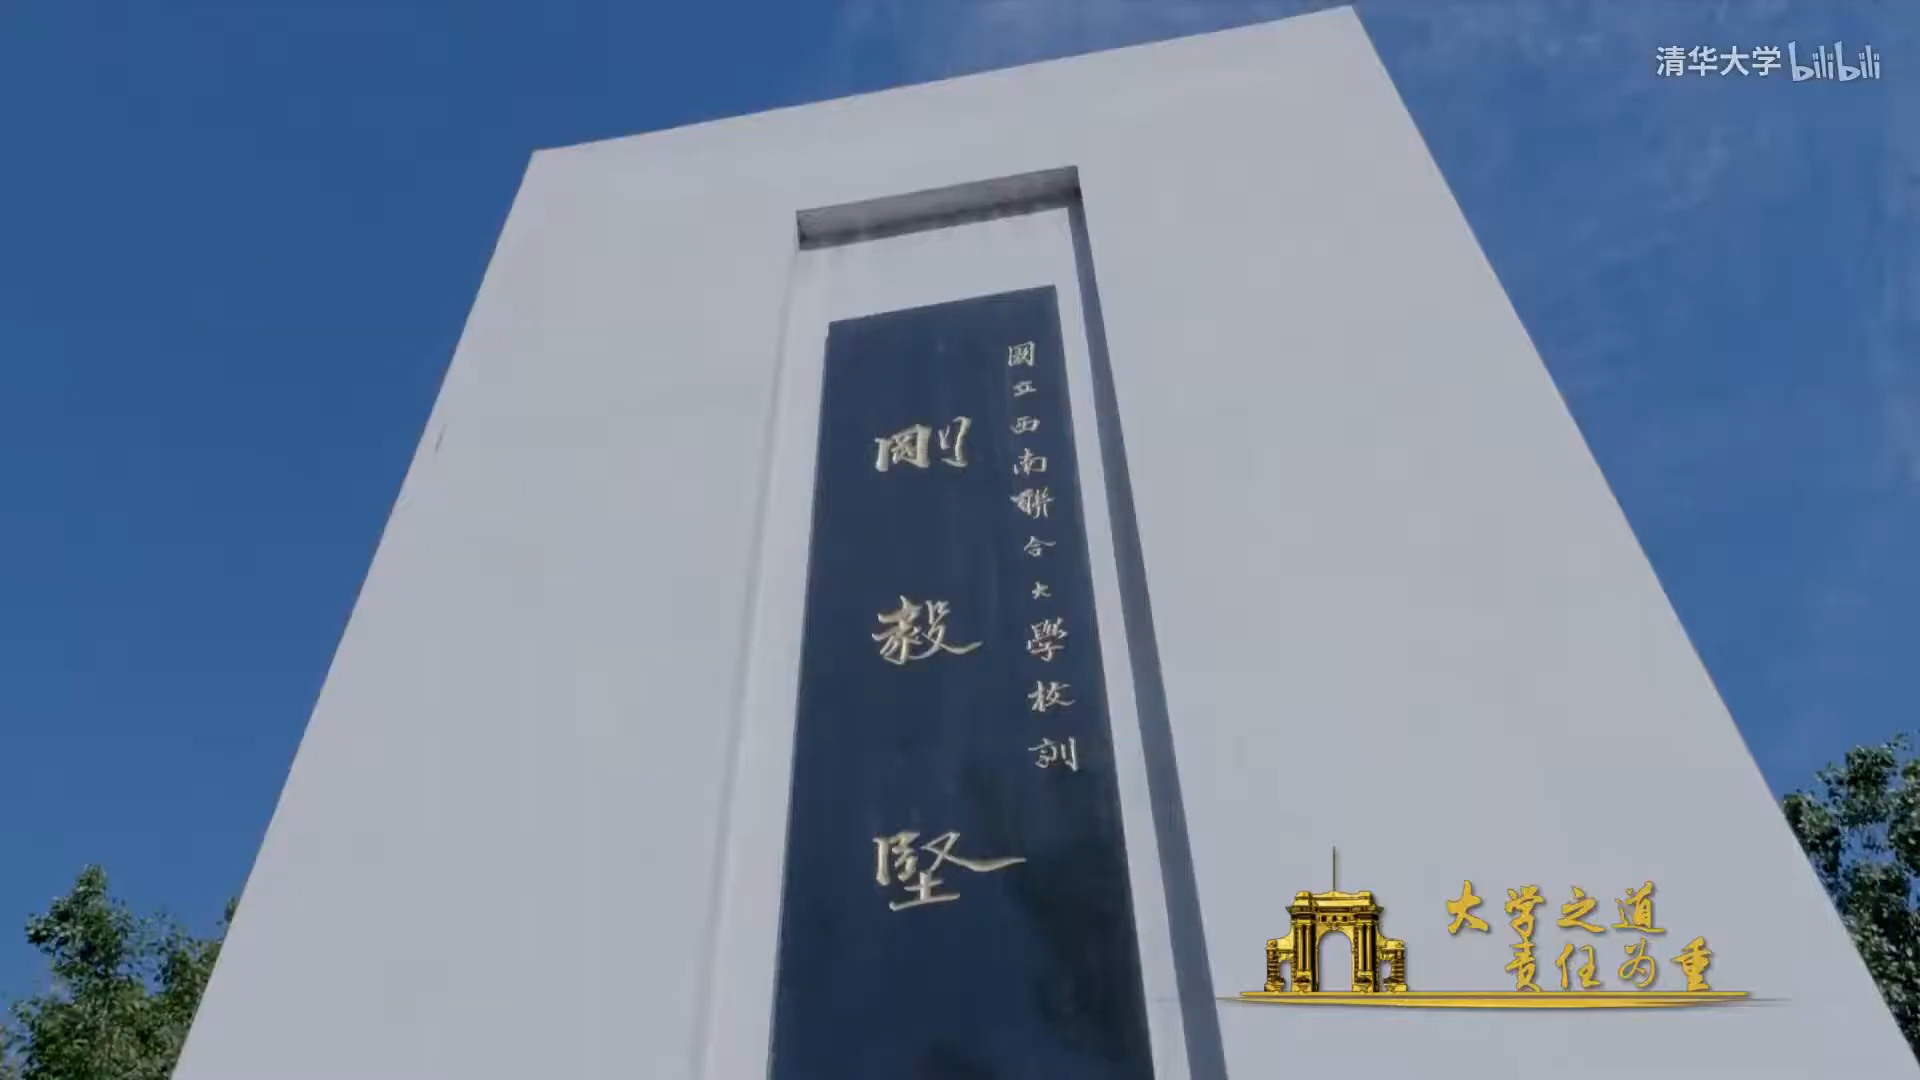 清华大学 bilibili
國立西南聯合大學校訓
剛毅堅
大学之道
责任为重